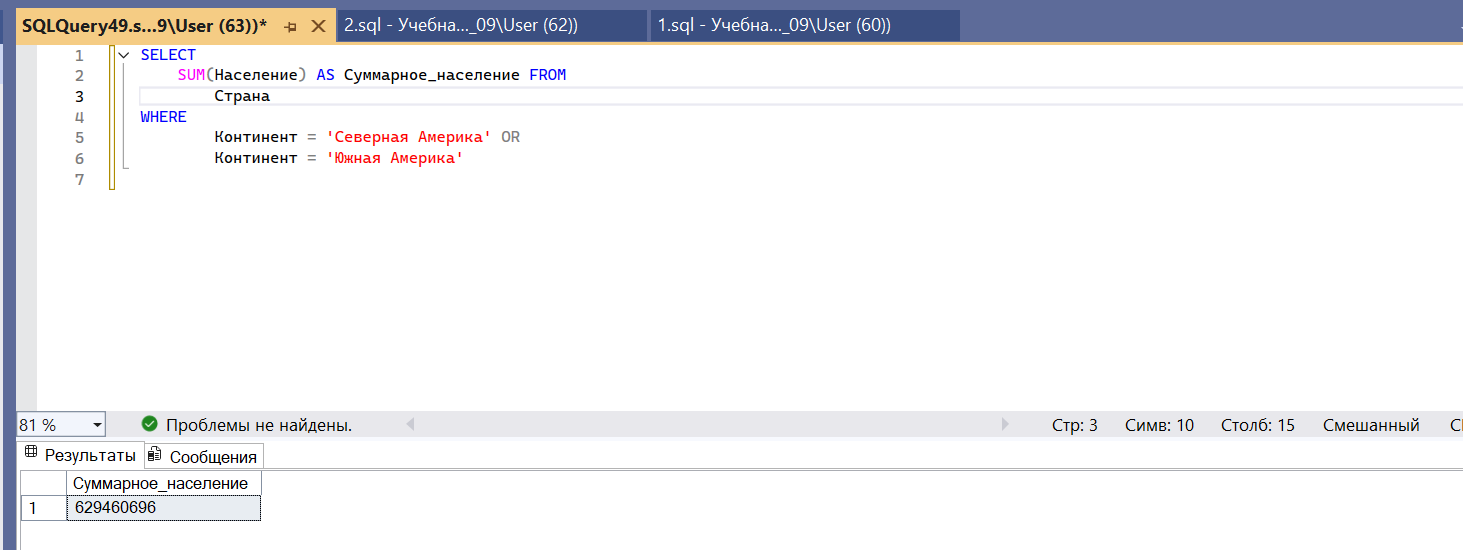 SQLQuery49.s...9\User (63))*
2.sql - Учебна..._09\User (62))
1.sql - Учебна..._09\User (60))
1 SELECT
2 SUM(Население) AS Суммарное_население FROM
3 Страна
4 WHERE
5 Континент = 'Северная Америка' OR
6 Континент = 'Южная Америка'
7
81 % Проблемы не найдены. Стр: 3 Симв: 10 Столб: 15 Смешанный
Результаты Сообщения
Суммарное_население
1 629460696